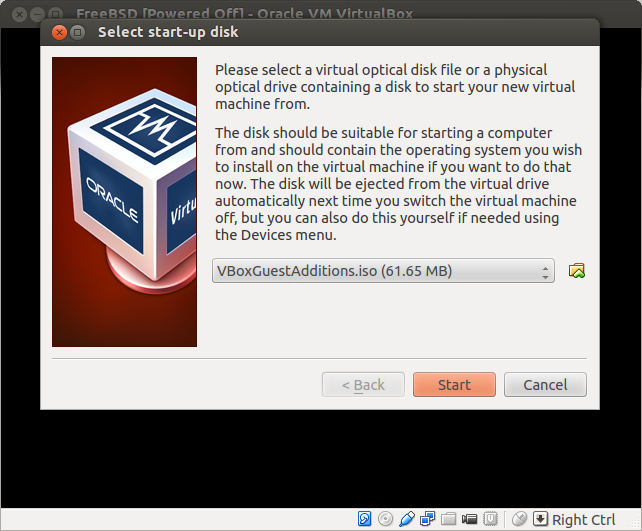 FreeBSD [Powered Off] - Oracle VM VirtualBox
Select start-up disk
Please select a virtual optical disk file or a physical
optical drive containing a disk to start your new virtual
machine from.
The disk should be suitable for starting a computer
from and should contain the operating system you wish
to install on the virtual machine if you want to do that
now. The disk will be ejected from the virtual drive
automatically next time you switch the virtual machine
off, but you can also do this yourself if needed using
the Devices menu.
ORACLE
Virtu
VBoxGuestAdditions.iso (61.65 MB)
< Back
Start
Cancel
Right Ctrl